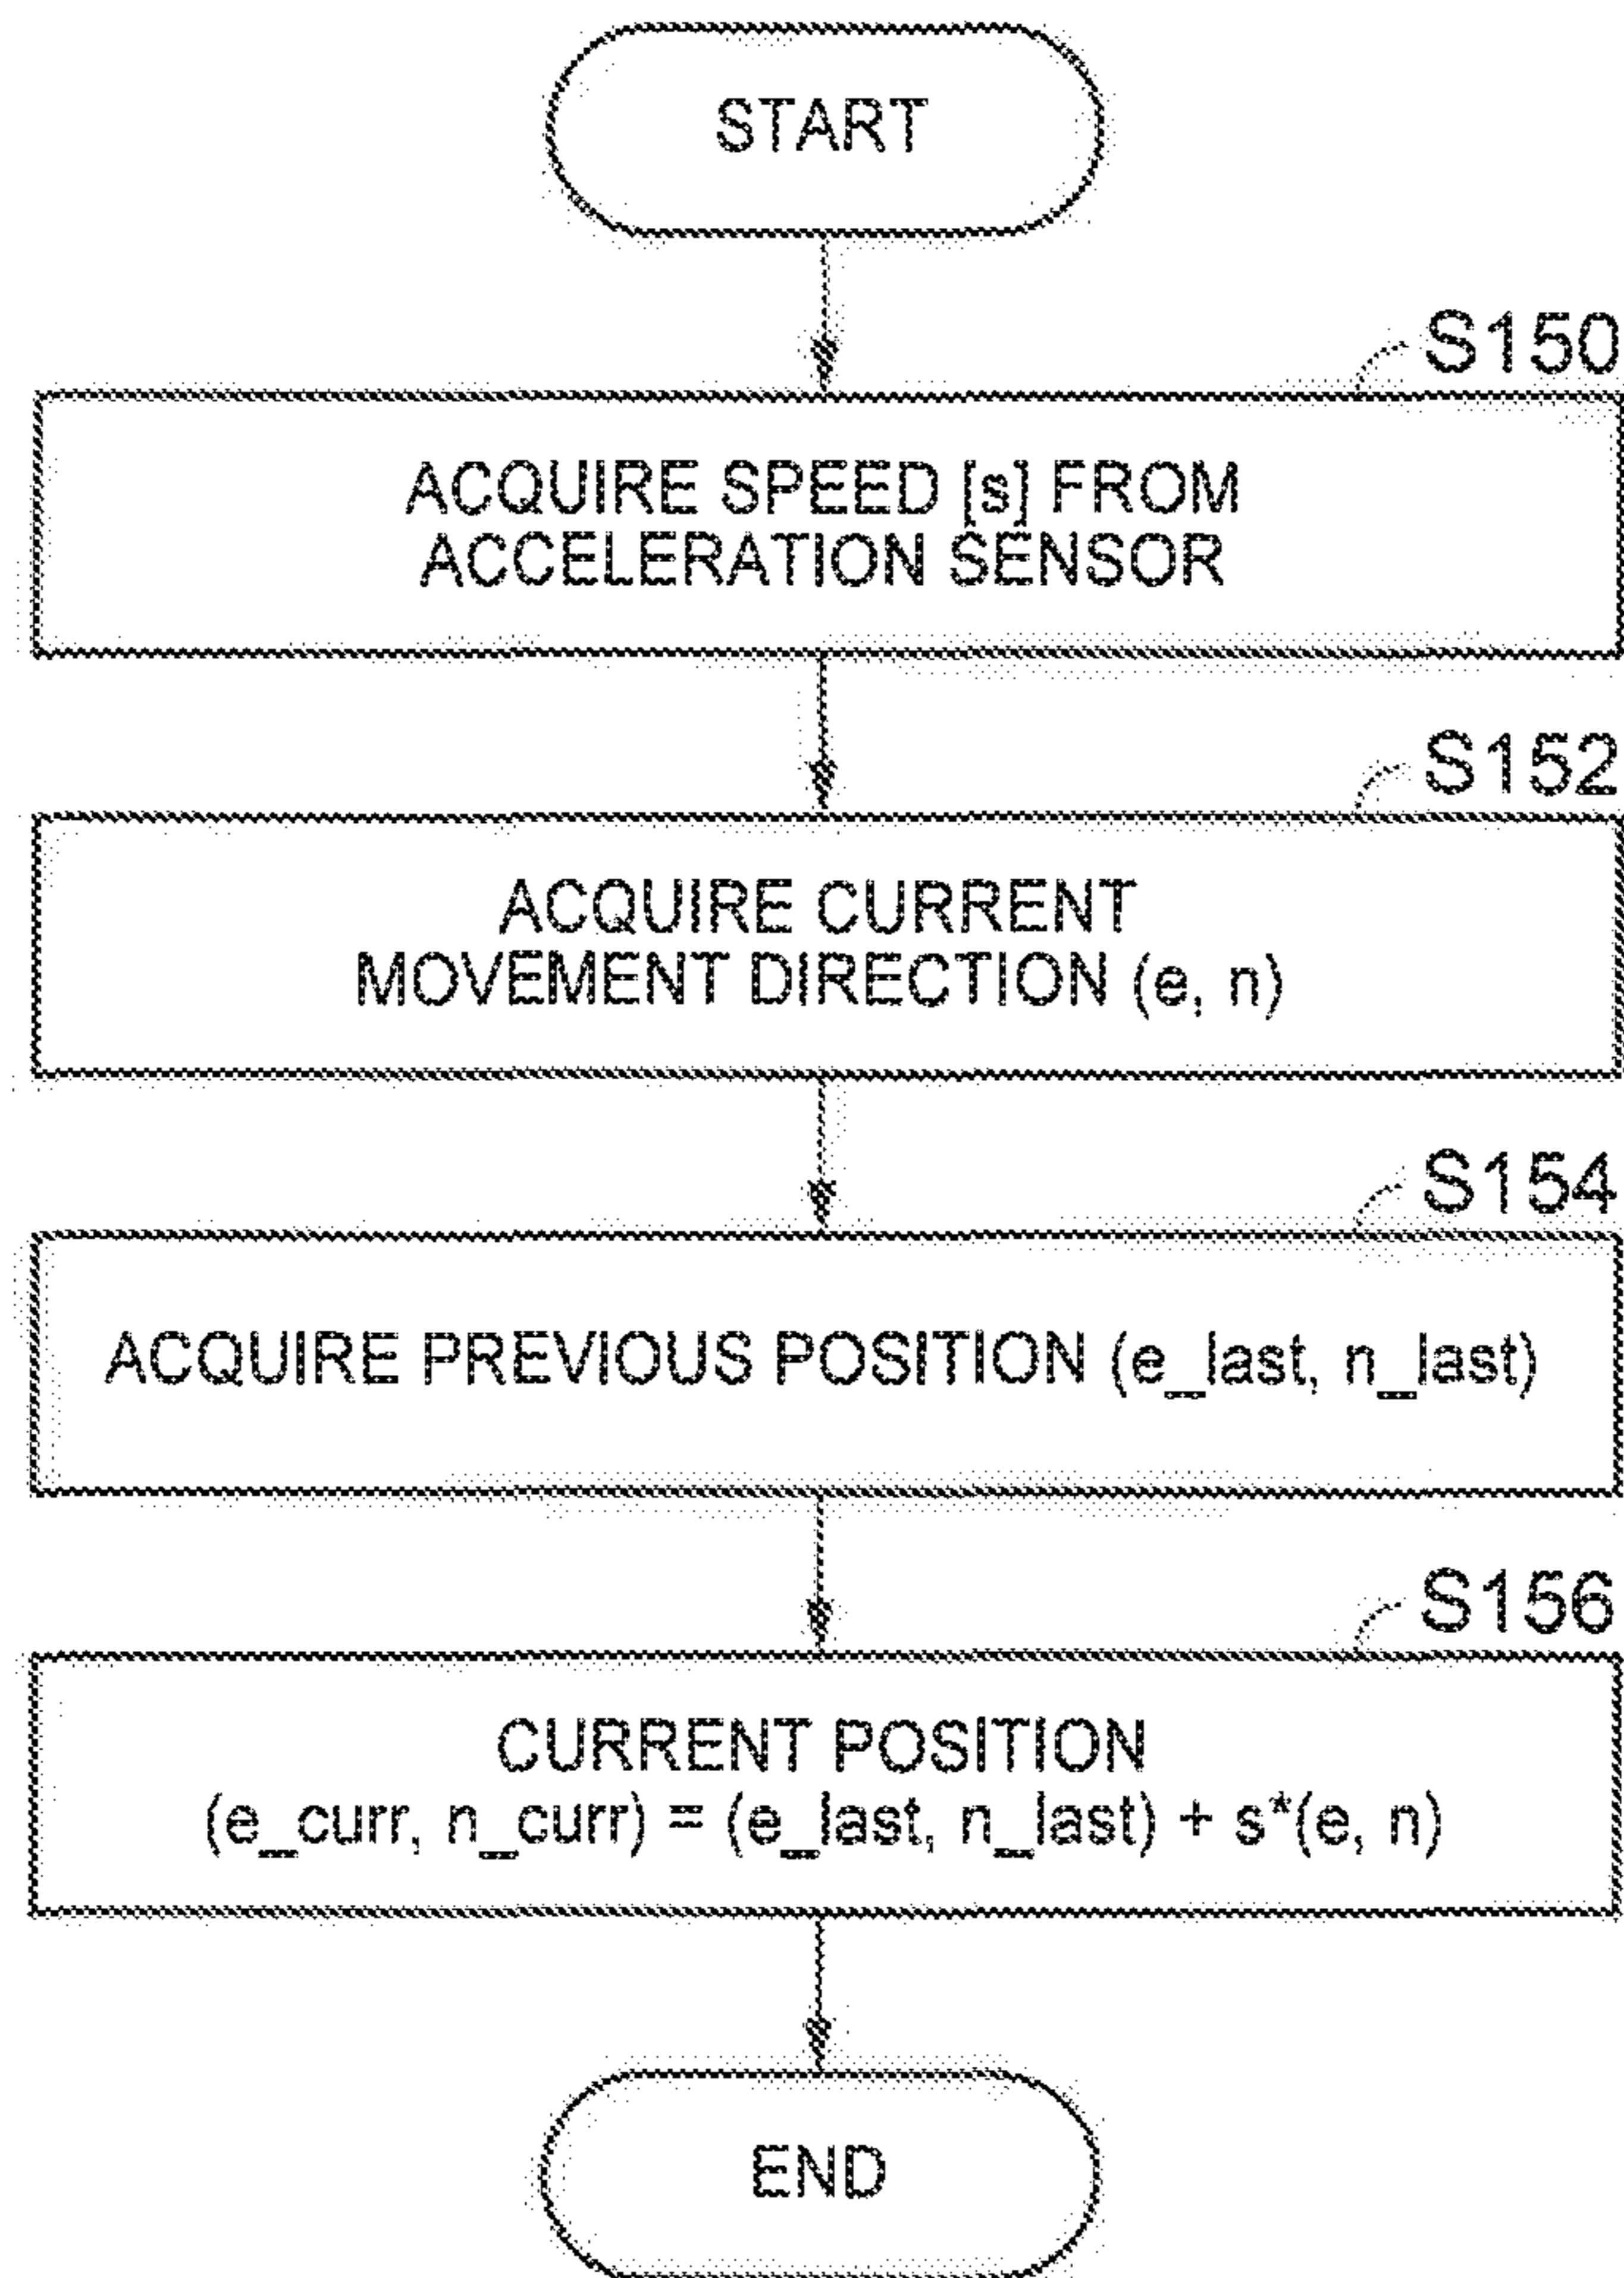 START
S150
ACQUIRE SPEED [s] FROM
ACCELERATION SENSOR
S152
ACQUIRE CURRENT
MOVEMENT DIRECTION (e, n)
S154
ACQUIRE PREVIOUS POSITION (e_last, n_last)
S156
CURRENT POSITION
(e_curr, n_curr) = (e_last, n_last) + s*(e, n)
END